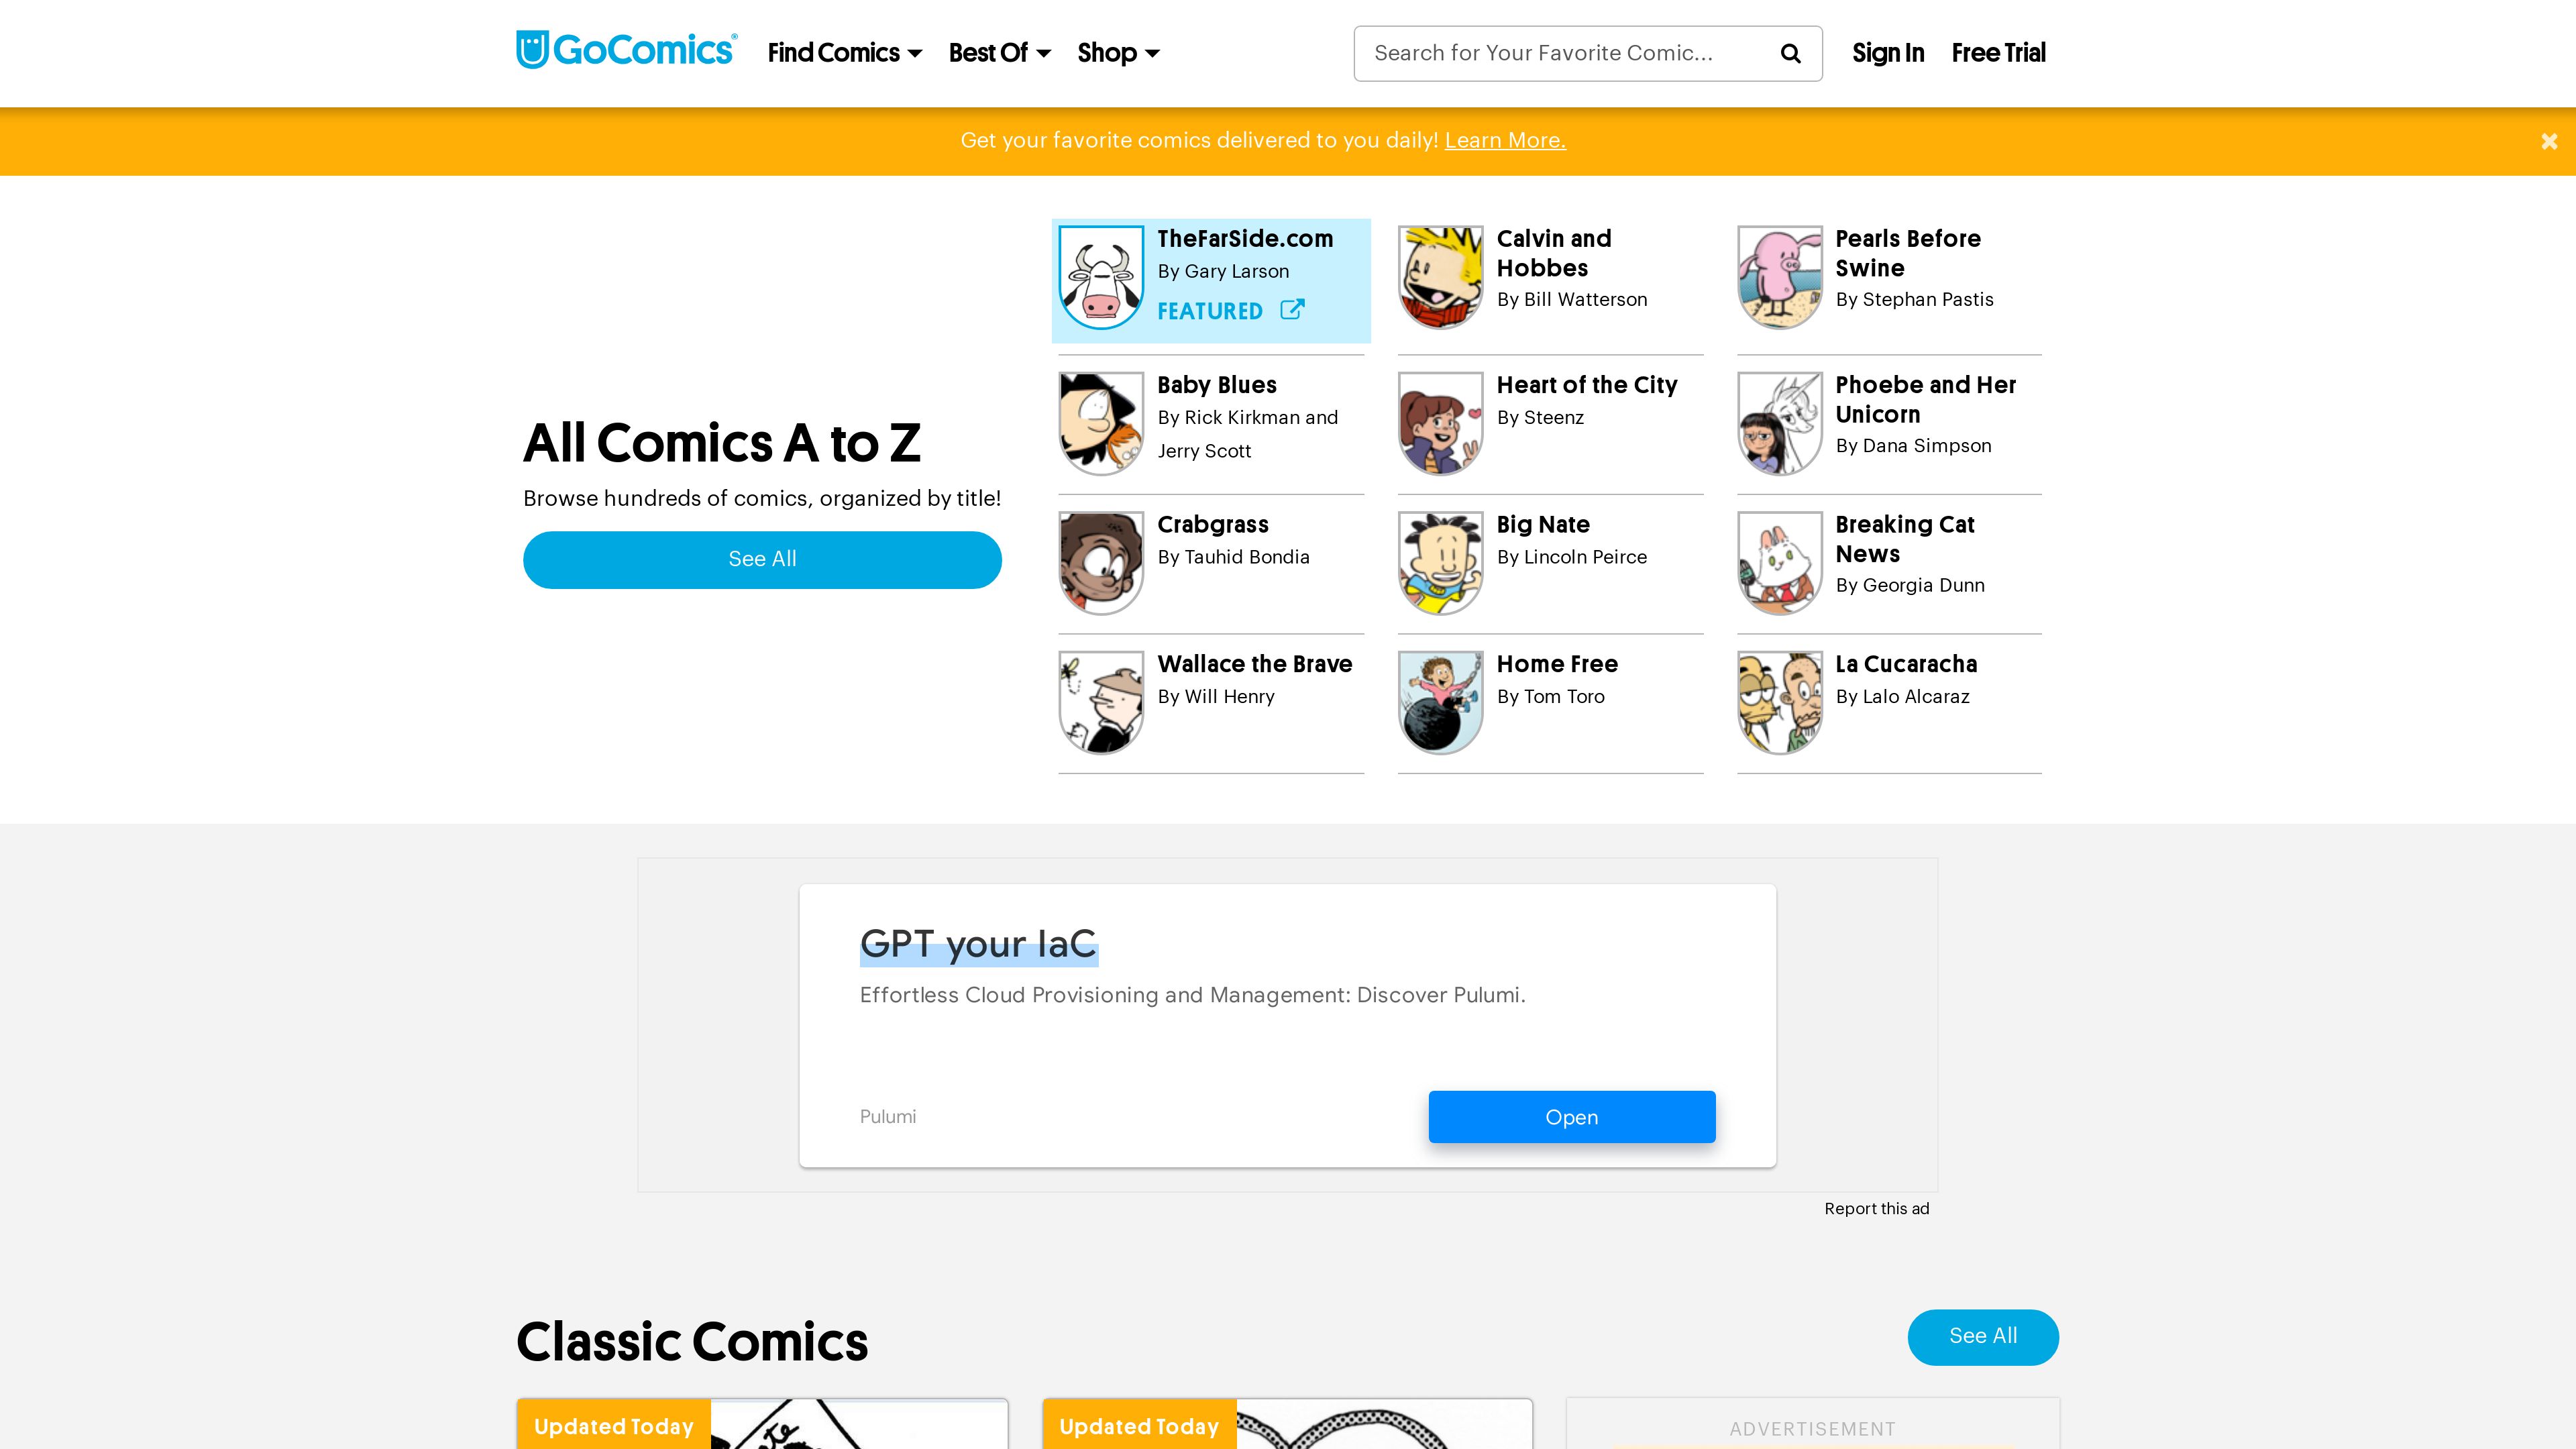 GoComics®
Find Comics
Best Of
Shop
Search for Your Favorite Comic...
Sign In
Free Trial
Get your favorite comics delivered to you daily! Learn More.
All Comics A to Z
Browse hundreds of comics, organized by title!
See All
TheFarSide.com
By Gary Larson
FEATURED
Calvin and
Hobbes
By Bill Watterson
Pearls Before
Swine
By Stephan Pastis
Baby Blues
By Rick Kirkman and
Jerry Scott
Heart of the City
By Steenz
Phoebe and Her
Unicorn
By Dana Simpson
Crabgrass
By Tauhid Bondia
Big Nate
By Lincoln Peirce
Breaking Cat
News
By Georgia Dunn
Wallace the Brave
By Will Henry
Home Free
By Tom Toro
La Cucaracha
By Lalo Alcaraz
GPT your IaC
Effortless Cloud Provisioning and Management: Discover Pulumi.
Pulumi
Open
Report this ad
Classic Comics
See All
Updated Today
Updated Today
ADVERTISEMENT